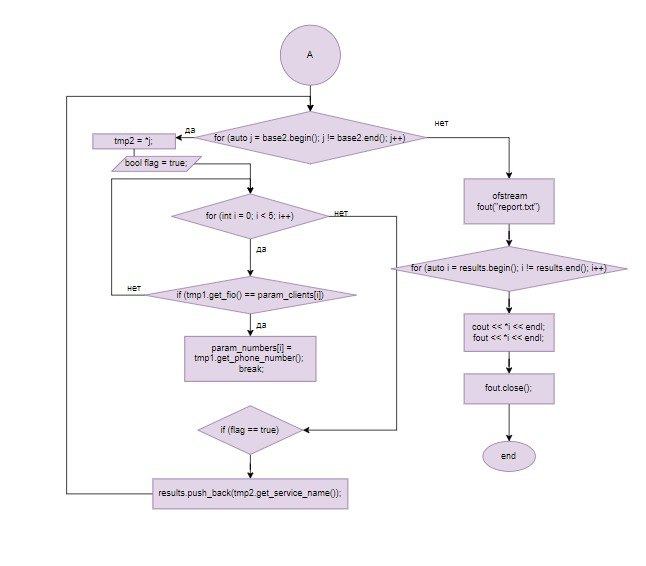 A
for (auto j = base2.begin(); j != base2.end(); j++)
да
нет
tmp2 = *j;
bool flag = true;
for (int i = 0; i < 5; i++)
нет
да
if (tmp1.get_fio() == param_clients[i])
нет
да
param_numbers[i] =
tmp1.get_phone_number();
break;
if (flag == true)
results.push_back(tmp2.get_service_name());
ofstream
fout("report.txt")
for (auto i = results.begin(); i != results.end(); i++)
cout << *i << endl;
fout << *i << endl;
fout.close();
end